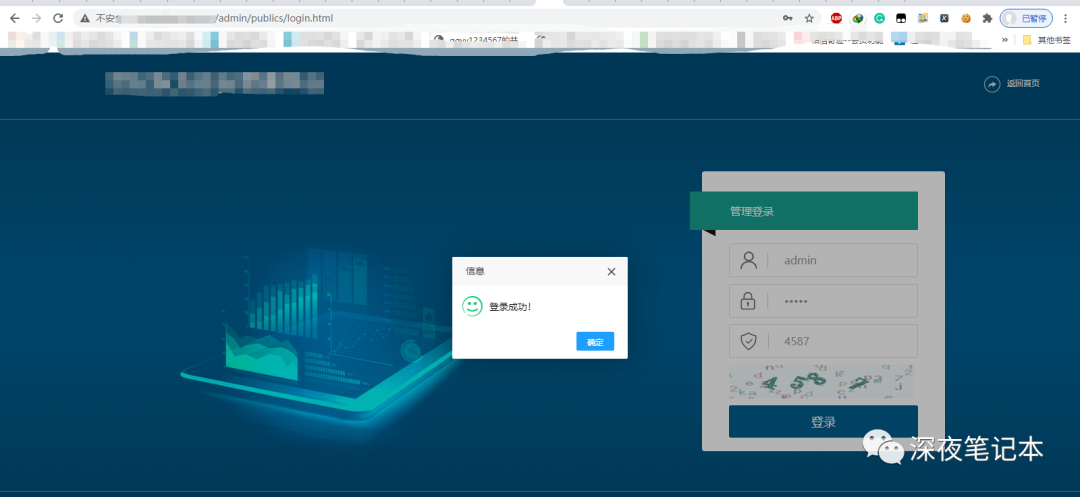 不安全
/admin/publics/login.html
已暂停
其他书签
返回首页
管理登录
admin
•••••
4587
4587
登录
信息
登录成功！
确定
深夜笔记本